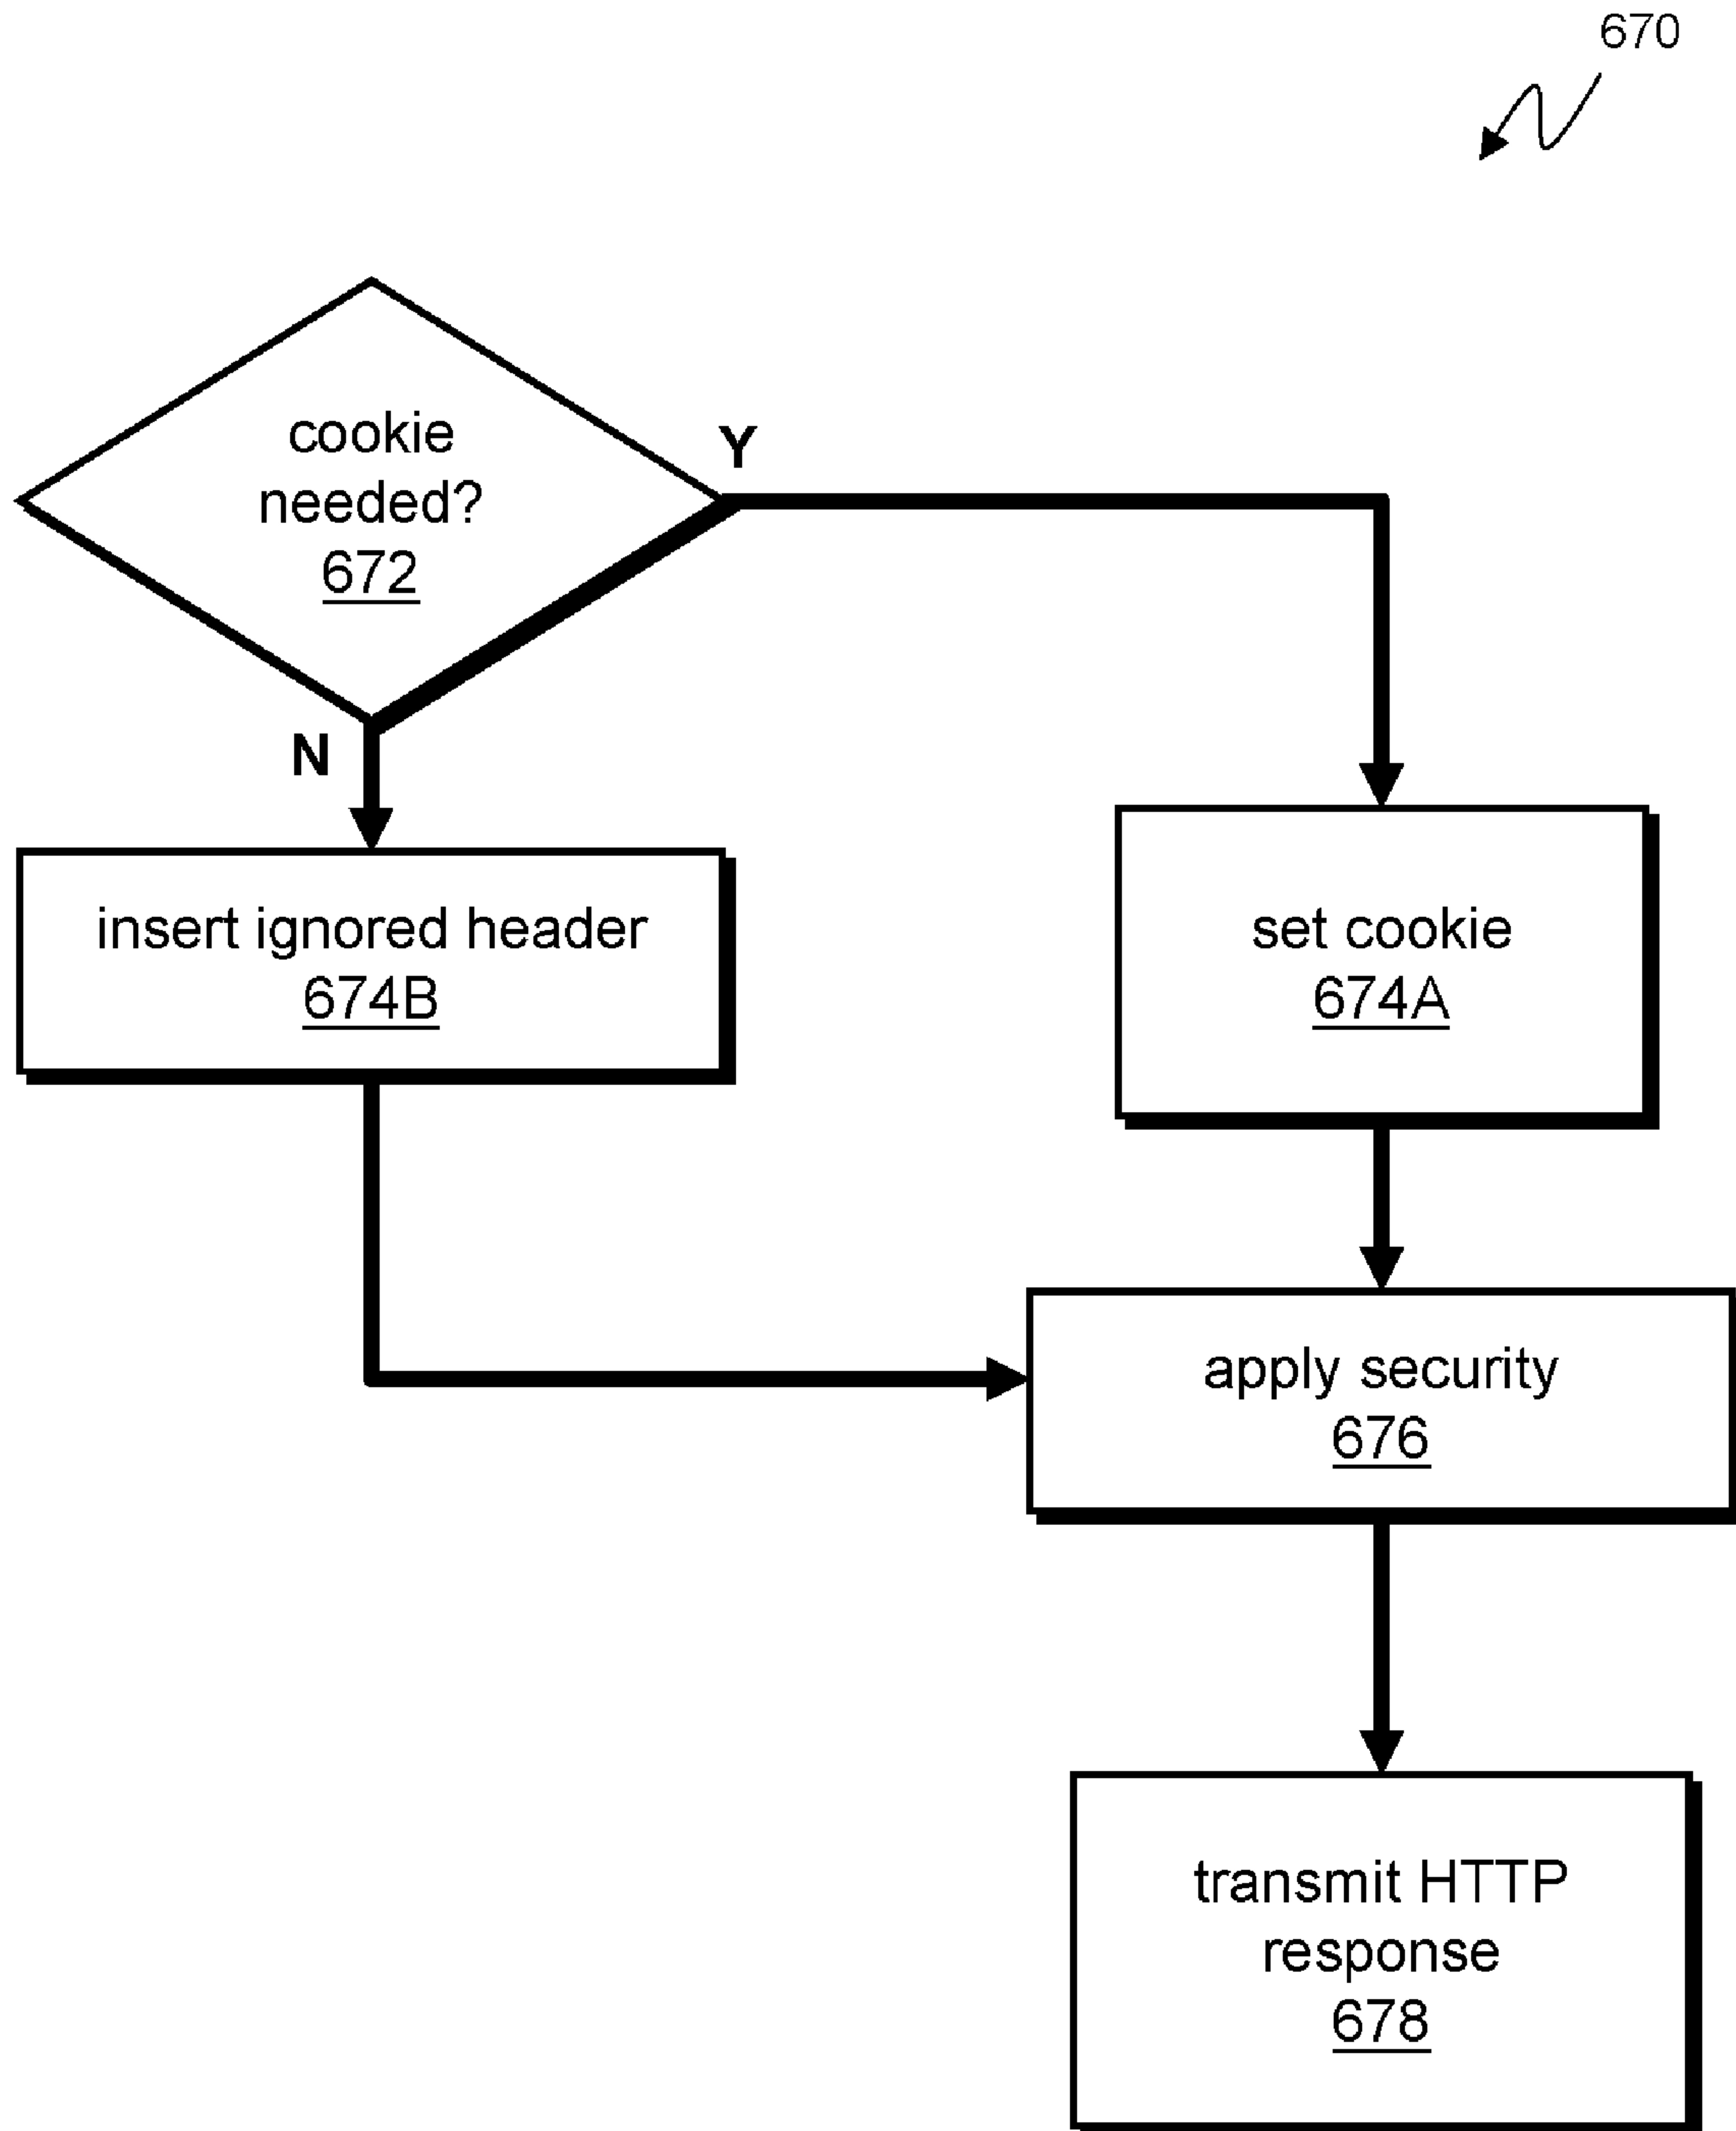 670
cookie
needed?
672
Y
N
insert ignored header
674B
set cookie
674A
apply security
676
transmit HTTP
response
678